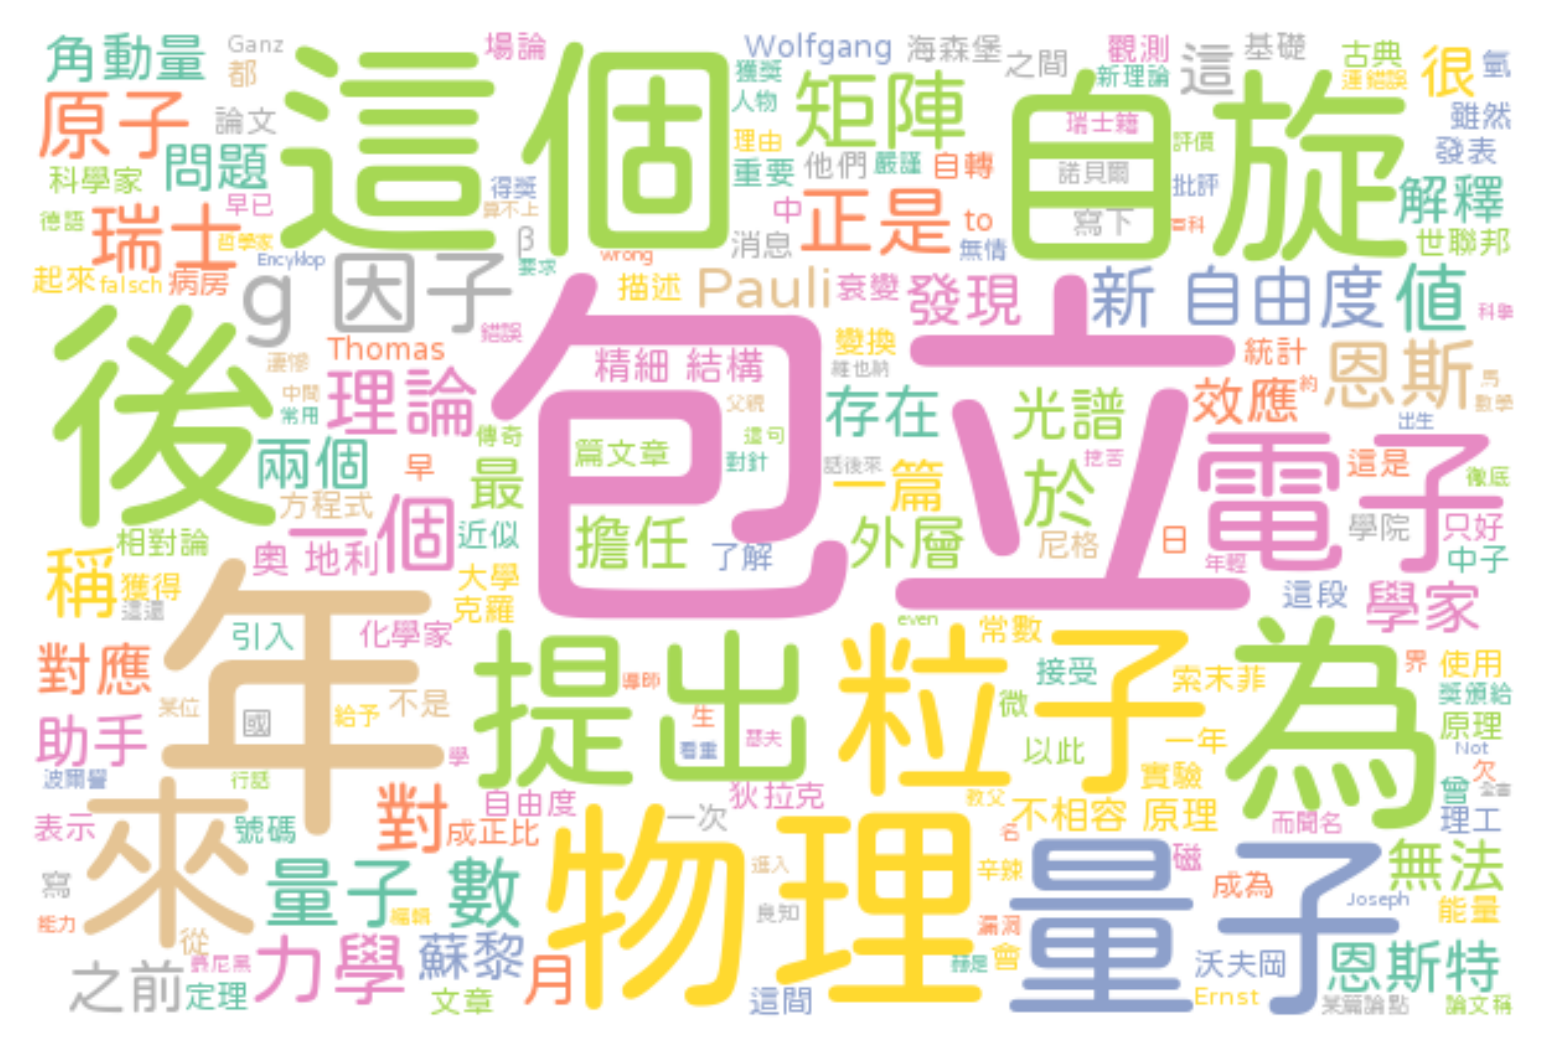 角動量
Ganz
都
場論
Wolfgang
海森堡
之間
觀測
新理論
這
基礎
古典
連 錯誤
很
氫
原子
論文
這個
獲獎
人物
矩陣
自旋
瑞士籍
評價
雖然
發表
科學家
問題
理由
重要
他們
嚴謹
自轉
諾貝爾
批評
解釋
德語
瑞士
早已
哲學家
得獎
算不上
中
正是
to
寫下
百科
世聯邦
β
要求
wrong
消息
無情
Encyklop
起來
falsch
病房
g 因子
描述
Pauli
衰變
發現
新 自由度
值
科學
後
錯誤
Thomas
淒慘
包立
精細 結構
變換
維也納
統計
恩斯
馬
數學
中間
常用
理論
父親
存在
光譜
效應
約
出生
兩個
早
傳奇
篇文章
這句
對針
話後來
挖苦
電子
這是
徹底
最
一篇
於
方程式
一個
近似
擔任
了解
外層
尼格
日
年輕
學院
只好
中子
相對論
奧 地利
稱
獲得
這還
年
大學
克羅
這段
學家
even
引入
化學家
提出
粒子
常數
為
對應
導師
接受
索末菲
界
使用
獎頒給
某位
國
給予
不是
生
看重
瑟夫
微
原理
助手
學
以此
一年
Not
欠
波爾譽
行話
來
實驗
曾
全書
狄拉克
教父
表示
號碼
對
自由度
成正比
物理
一次
名
不相容 原理
而聞名
理工
寫
量子
數
進入
辛辣
量子
磁
成為
無法
Joseph
能量
能力
編輯
良知
漏洞
從
之前
定理
力學
蘇黎
月
會
沃夫岡
恩斯特
文章
這間
Ernst
某篇論點
論文稱